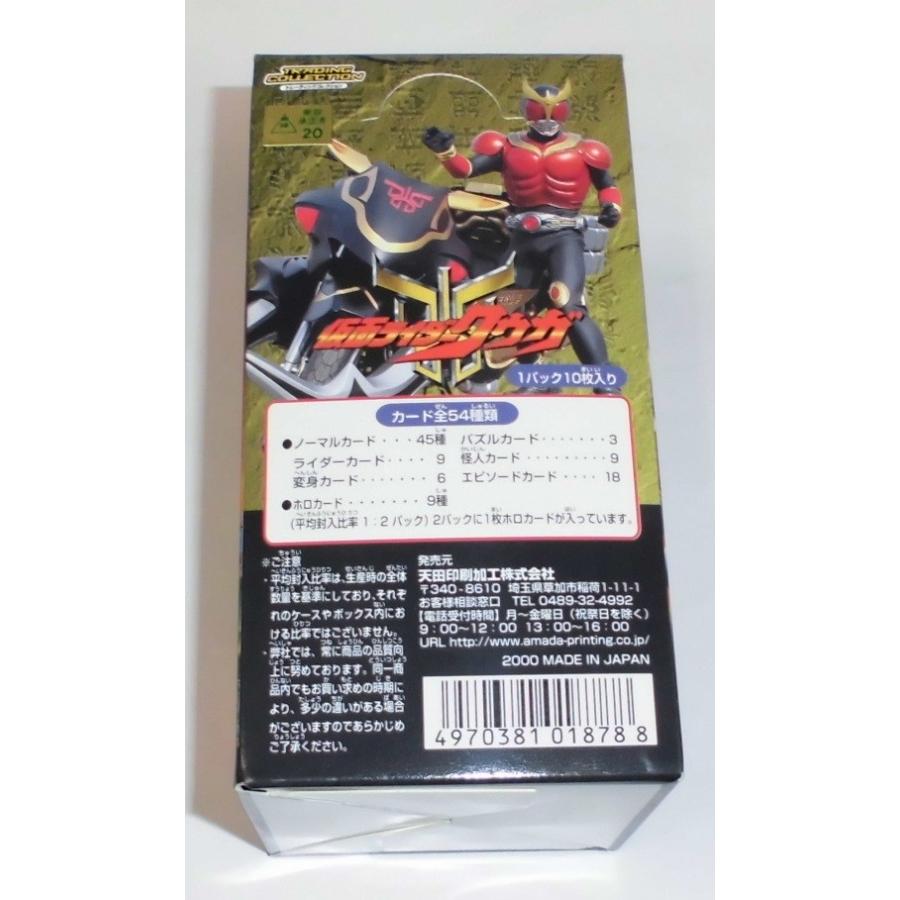 TRADING
COLLECTION
トレーディングコレクション
20
仮面ライダークウガ
1パック10枚入り
カード全54種類
●ノーマルカード・・・45種
ライダーカード・・・・9
変身カード・・・・・・・6
●ホロカード・・・・・・・9種
パズルカード・・・・・・・3
怪人カード・・・・・・・・9
エピソードカード・・・・18
(平均封入比率 1:2パック) 2パックに1枚ホロカードが入っています。
※ご注意
・平均封入比率は、生産時の全体
数量を基準にしており、それぞ
れのケースやボックス内にお
ける比率ではございません。
・弊社では、常に商品の品質向
上に努めております。同一商
品内でもお買い求めの時期に
より、多少の違いがある場合
がございますのであらかじめ
ご了承ください。
発売元
天田印刷加工株式会社
〒340-8610 埼玉県草加市稲荷1-11-1
お客様相談窓口 TEL 0489-32-4992
【電話受付時間】月〜金曜日(祝祭日を除く)
9:00〜12:00 13:00〜16:00
URL http://www.amada-printing.co.jp/
2000 MADE IN JAPAN
4970381018788